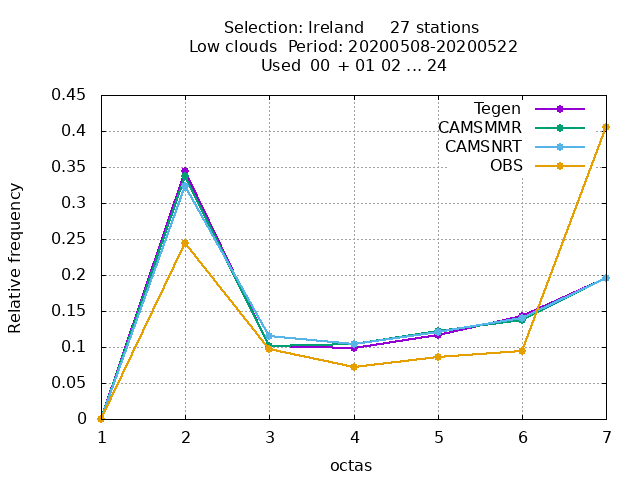 Selection: Ireland 27 stations
Low clouds Period: 20200508-20200522
Used 00 + 01 02 ... 24
Relative frequency
0.45
0.4
0.35
0.3
0.25
0.2
0.15
0.1
0.05
0
Tegen
CAMSMMR
CAMSNRT
OBS
1 2 3 4 5 6 7
octas